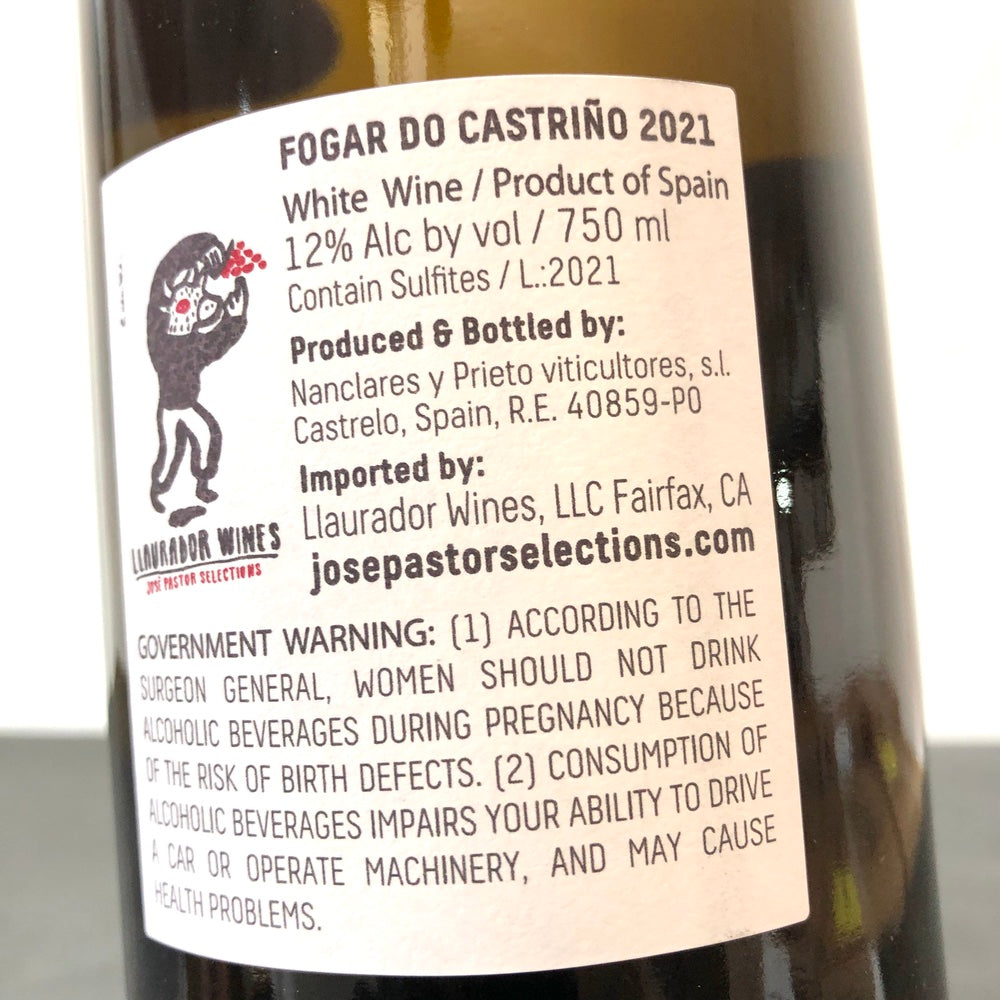 FOGAR DO CASTRIÑO 2021
White Wine / Product of Spain
12% Alc by vol / 750 ml
Contain Sulfites / L.:2021
Produced & Bottled by:
Nanclares y Prieto viticultores, s.l.
Castrelo, Spain, R.E. 40859-PO
Imported by:
Llaurador Wines, LLC Fairfax, CA
josepastorselections.com
LLAURADOR WINES
JOSÉ PASTOR SELECTIONS
GOVERNMENT WARNING: (1) ACCORDING TO THE
SURGEON GENERAL, WOMEN SHOULD NOT DRINK
ALCOHOLIC BEVERAGES DURING PREGNANCY BECAUSE
OF THE RISK OF BIRTH DEFECTS. (2) CONSUMPTION OF
ALCOHOLIC BEVERAGES IMPAIRS YOUR ABILITY TO DRIVE
A CAR OR OPERATE MACHINERY, AND MAY CAUSE
HEALTH PROBLEMS.